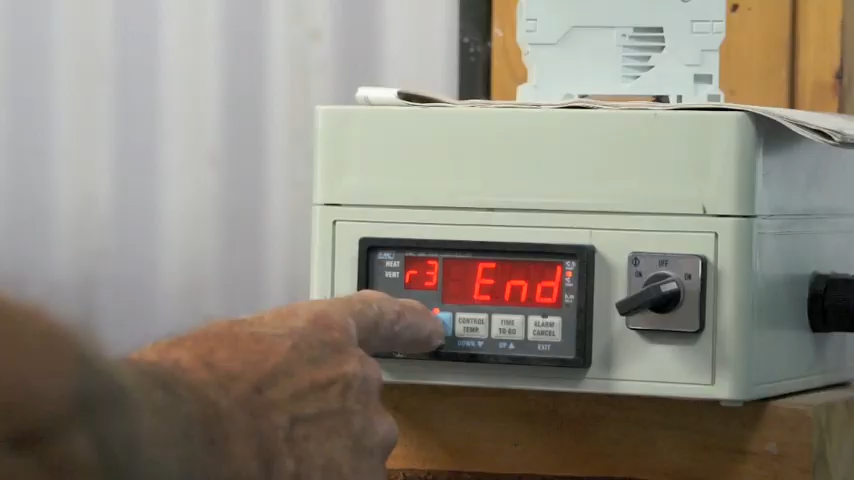 HEAT
VENT
r3 End
CONTROL TEMP.
TIME TO-GO
ALARM CANCEL
DOWN ▼
UP ▲
EXIT
OFF
ON
ON